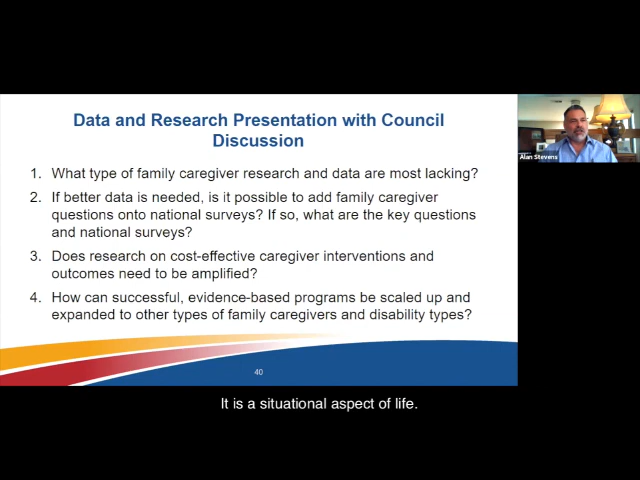 Data and Research Presentation with Council
Discussion
1. What type of family caregiver research and data are most lacking?
2. If better data is needed, is it possible to add family caregiver
questions onto national surveys? If so, what are the key questions
and national surveys?
3. Does research on cost-effective caregiver interventions and
outcomes need to be amplified?
4. How can successful, evidence-based programs be scaled up and
expanded to other types of family caregivers and disability types?
40
Alan Stevens
It is a situational aspect of life.